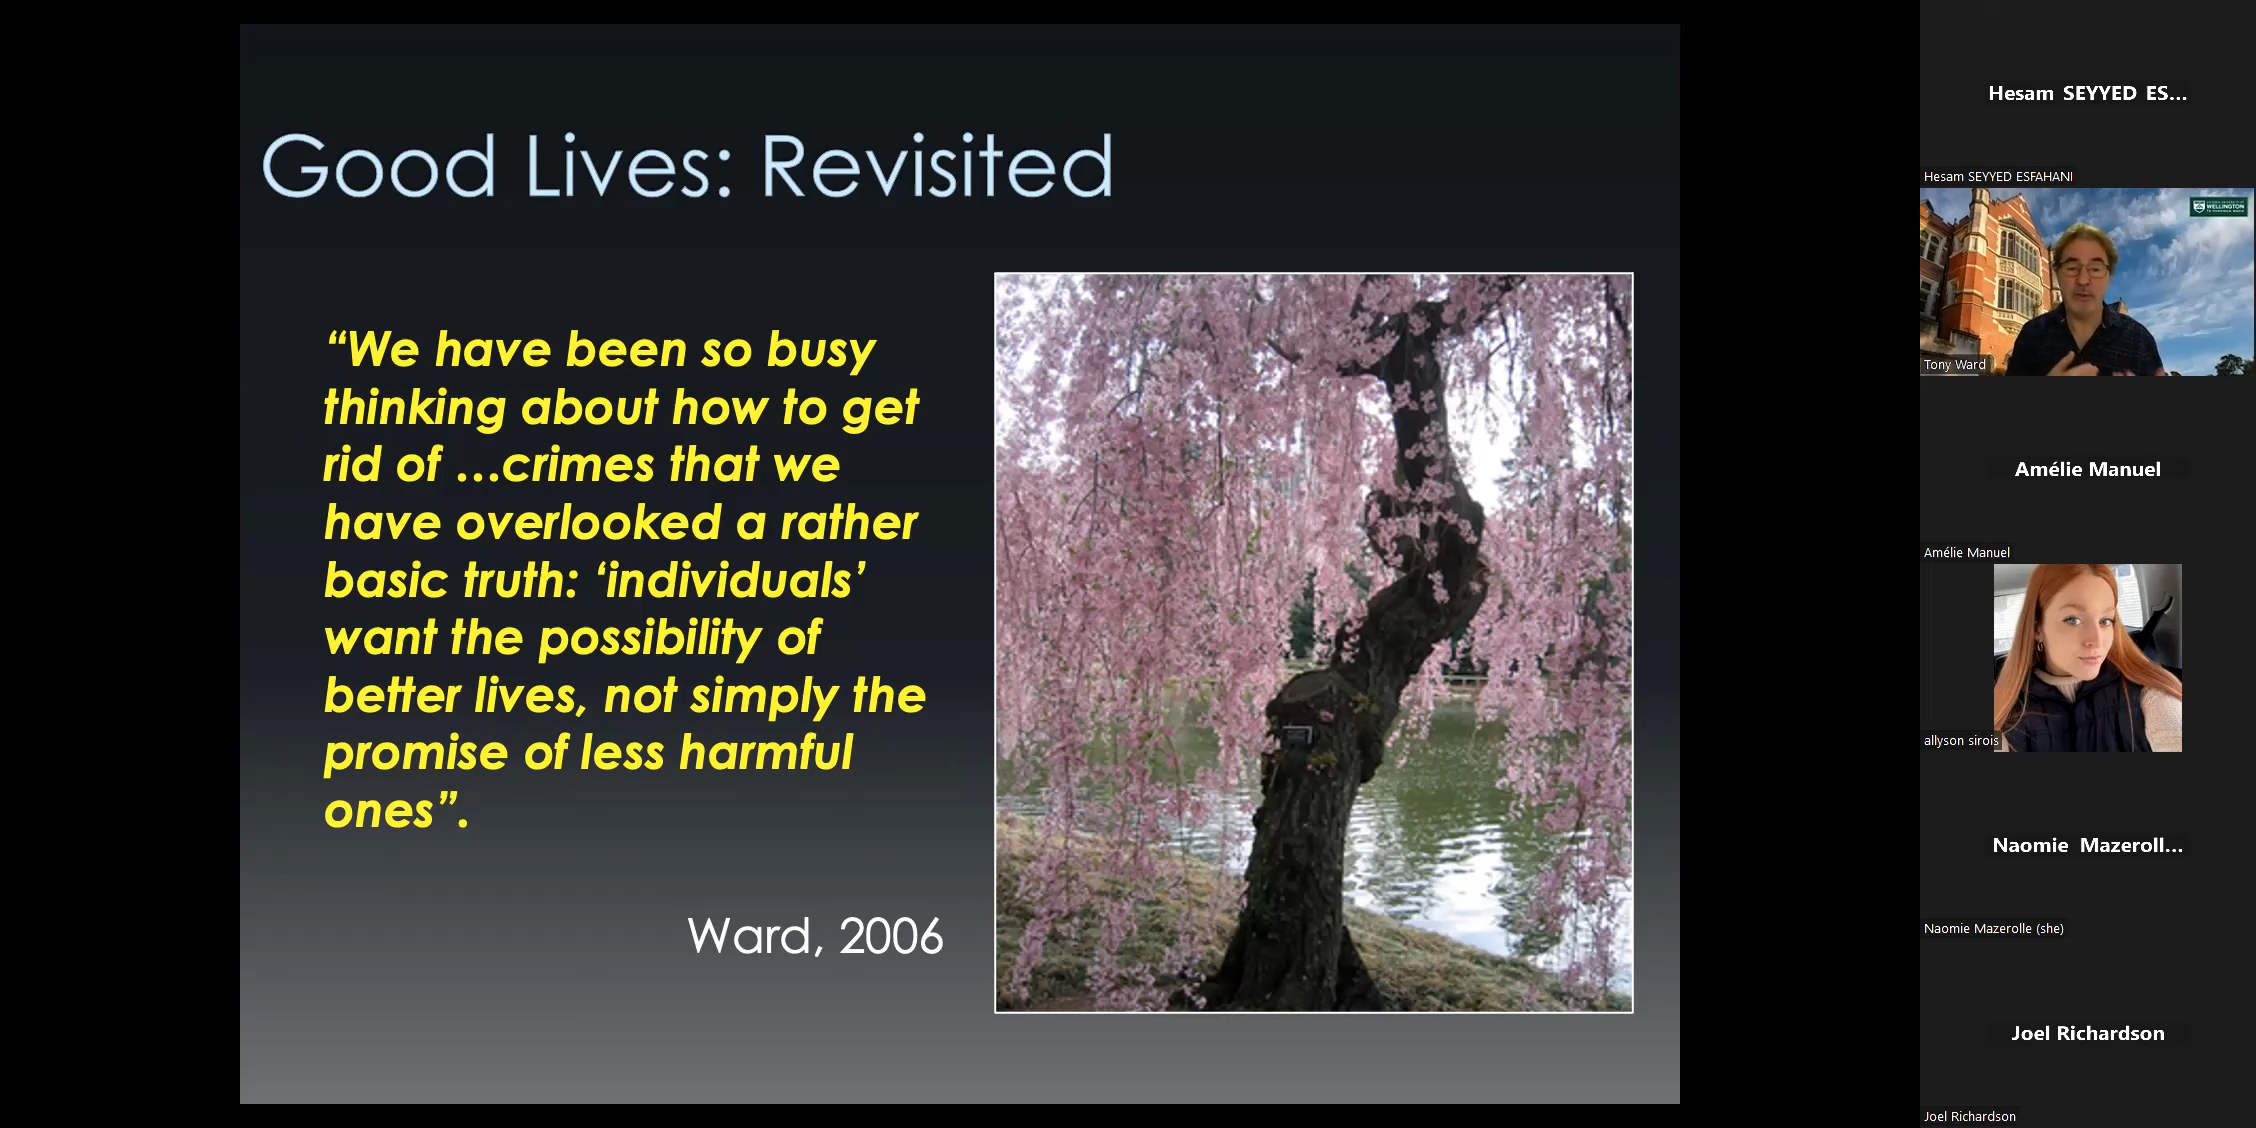 Good Lives: Revisited
“We have been so busy
thinking about how to get
rid of ...crimes that we
have overlooked a rather
basic truth: ‘individuals’
want the possibility of
better lives, not simply the
promise of less harmful
ones”.
Ward, 2006
Hesam SEYYED ES...
Hesam SEYYED ESFAHANI
WELLINGTON
Tony Ward
Amélie Manuel
Amélie Manuel
allyson sirois
Naomie Mazeroll...
Naomie Mazerolle (she)
Joel Richardson
Joel Richardson